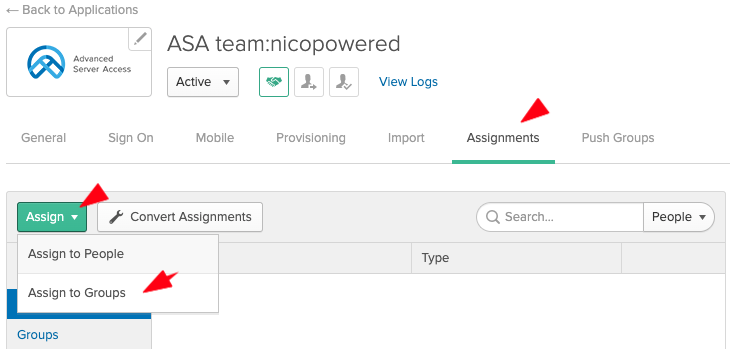 ← Back to Applications
Advanced
Server Access
ASA team:nicopowered
Active
View Logs
General
Sign On
Mobile
Provisioning
Import
Assignments
Push Groups
Assign
Convert Assignments
Search...
People
Assign to People
Type
Assign to Groups
Groups